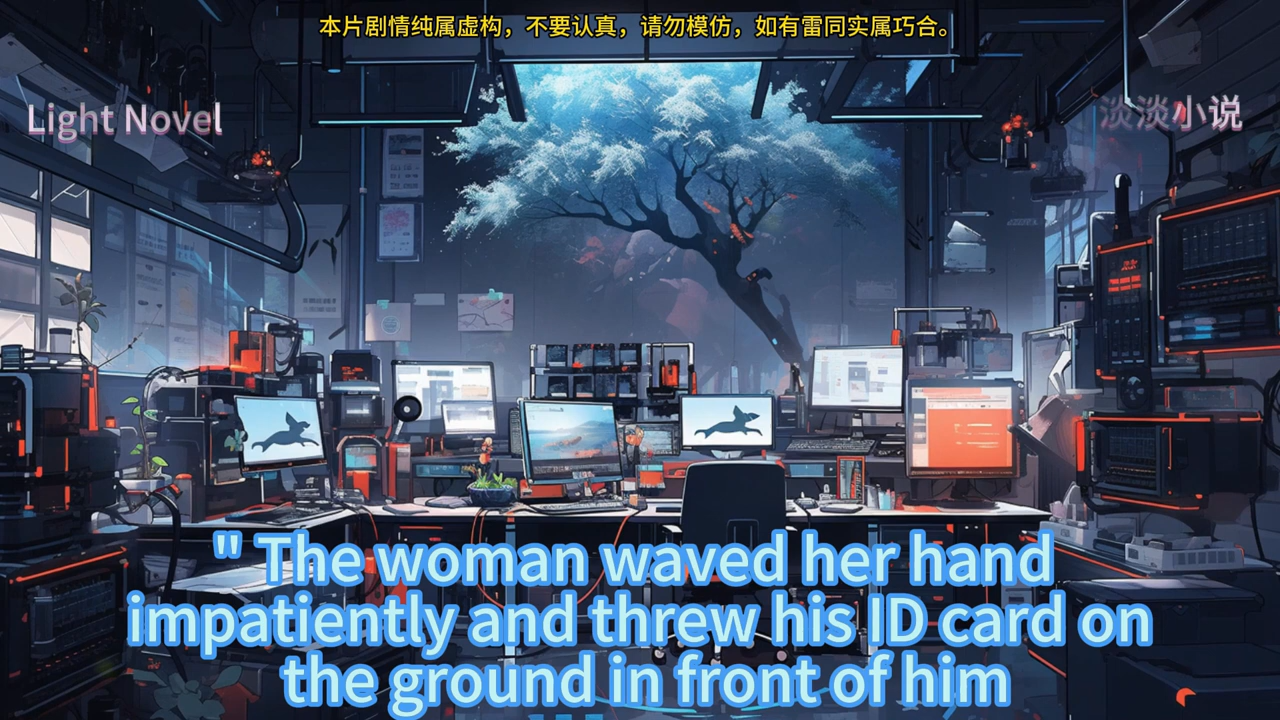 本片剧情纯属虚构，不要认真，请勿模仿，如有雷同实属巧合。
Light Novel
淡淡小说
" The woman waved her hand
impatiently and threw his ID card on
the ground in front of him